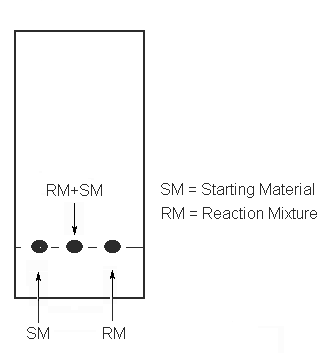 RM+SM
SM = Starting Material
RM = Reaction Mixture
SM
RM